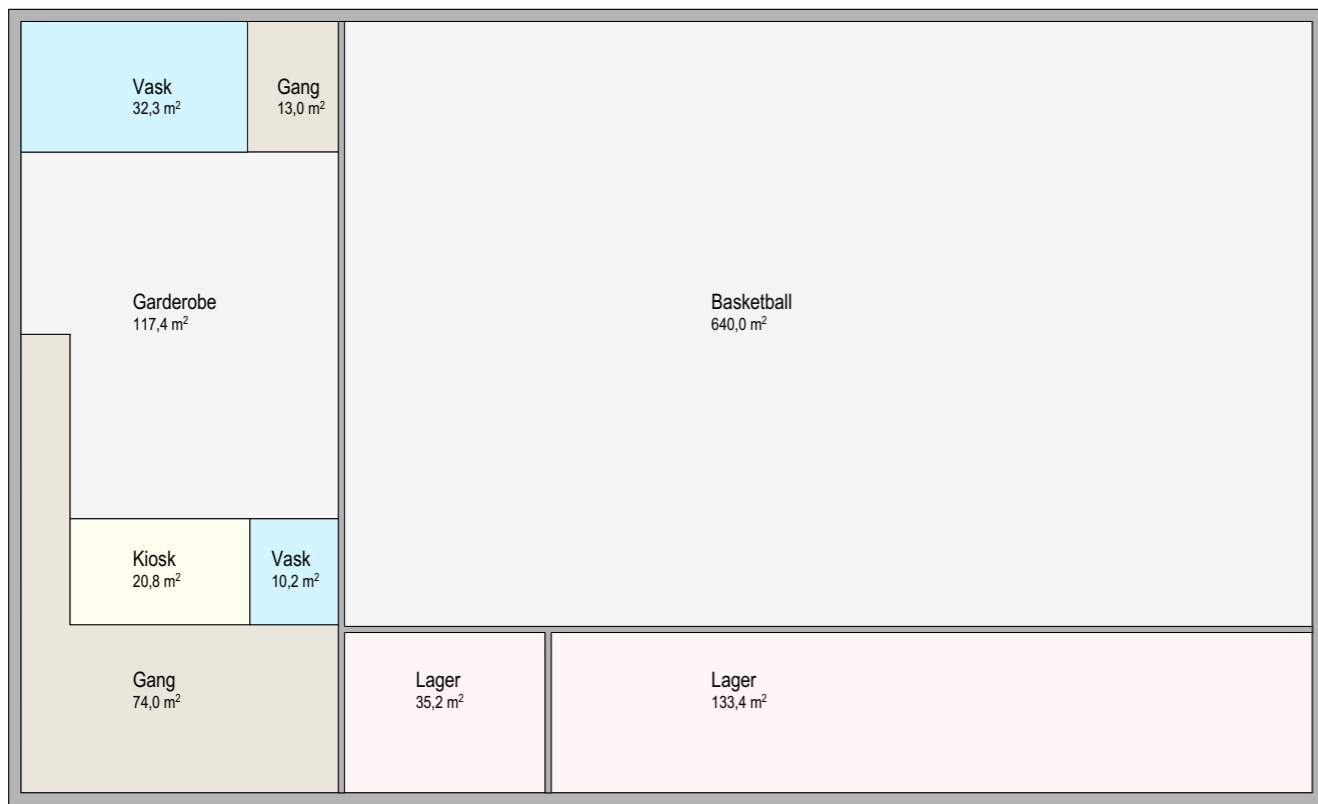 Vask
32,3 m²
Gang
13,0 m²
Garderobe
117,4 m²
Basketball
640,0 m²
Kiosk
20,8 m²
Vask
10,2 m²
Gang
74,0 m²
Lager
35,2 m²
Lager
133,4 m²